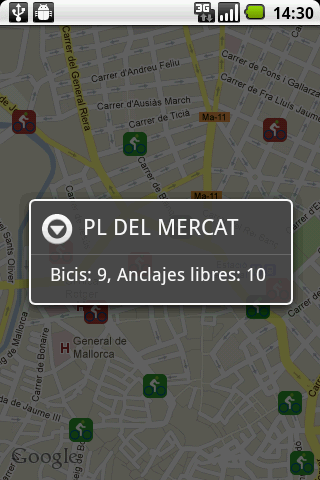 3G
14:30
Carrer del General Riera
Carrer d'Andreu Feliu
Carrer de Pons i Gallarza
Carrer de Fra Lluís Jaume
Carrer d'Ausiàs March
Carrer de Ticià
Ma-11
Ma-11
PL DEL MERCAT
Bicis: 9, Anclajes libres: 10
H General de
Mallorca
Carrer de Bonaire
de Jaume III
Google